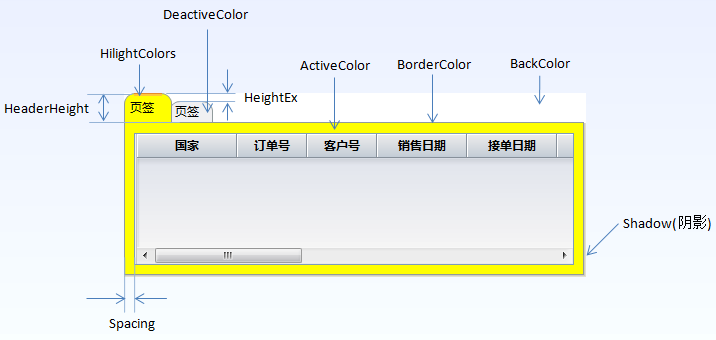 DeactiveColor
HilightColors
ActiveColor
BorderColor
BackColor
HeaderHeight
页签
页签
HeightEx
国家
订单号
客户号
销售日期
接单日期
Shadow(阴影)
Spacing